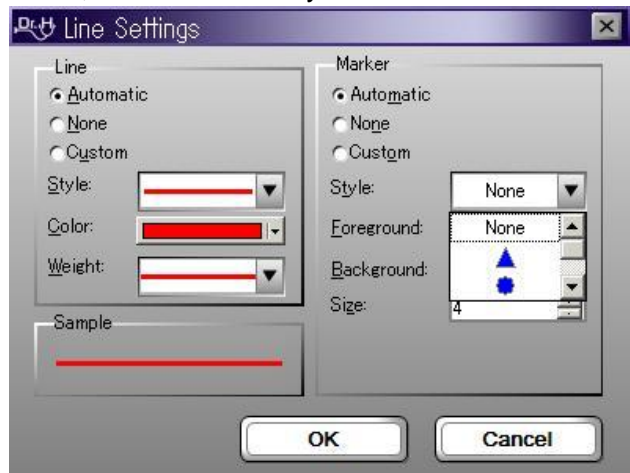 Dr.H Line Settings
Line
Automatic
None
Custom
Style:
Color:
Weight:
Sample
Marker
Automatic
None
Custom
Style: None
Foreground: None
Background:
Size: 4
OK Cancel